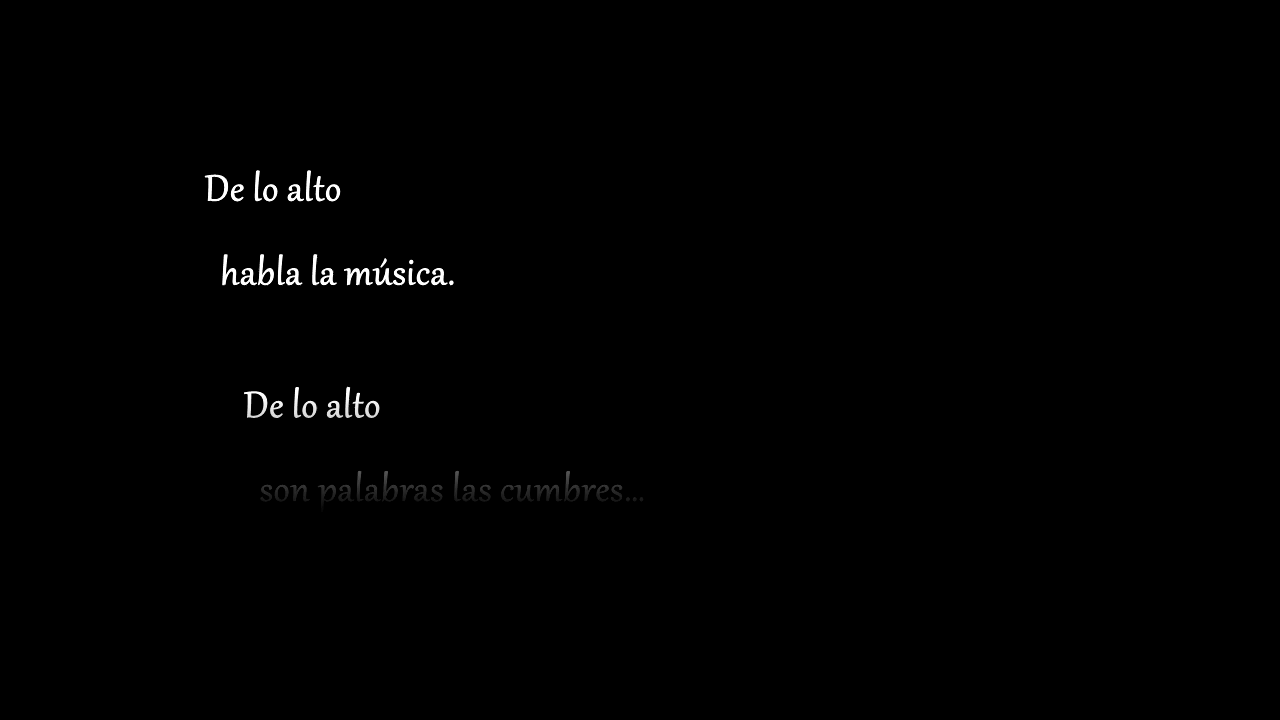 De lo alto
habla la música.
De lo alto
son palabras las cumbres...